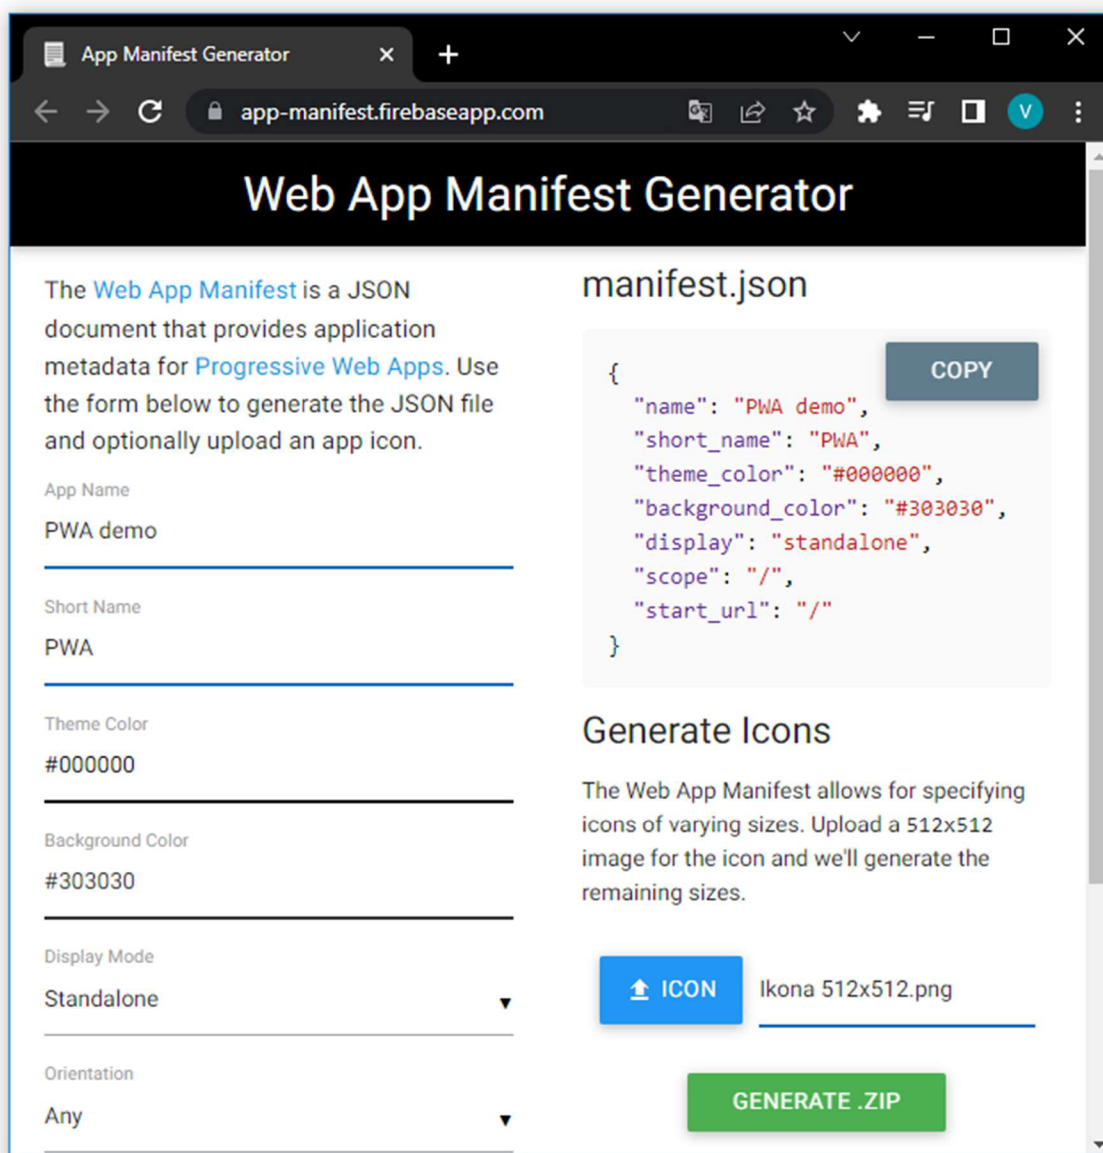 App Manifest Generator
app-manifest.firebaseapp.com
V
Web App Manifest Generator
The Web App Manifest is a JSON
document that provides application
metadata for Progressive Web Apps. Use
the form below to generate the JSON file
and optionally upload an app icon.
App Name
PWA demo
Short Name
PWA
Theme Color
#000000
Background Color
#303030
Display Mode
Standalone
Orientation
Any
manifest.json
COPY
{
"name": "PWA demo",
"short_name": "PWA",
"theme_color": "#000000",
"background_color": "#303030",
"display": "standalone",
"scope": "/",
"start_url": "/"
}
Generate Icons
The Web App Manifest allows for specifying
icons of varying sizes. Upload a 512x512
image for the icon and we'll generate the
remaining sizes.
ICON
Ikona 512x512.png
GENERATE .ZIP